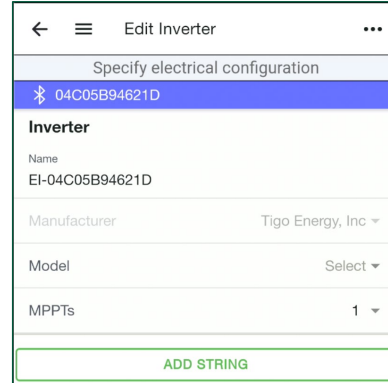 Edit Inverter
Specify electrical configuration
04C05B94621D
Inverter
Name
EI-04C05B94621D
Manufacturer Tigo Energy, Inc
Model Select
MPPTs 1
ADD STRING